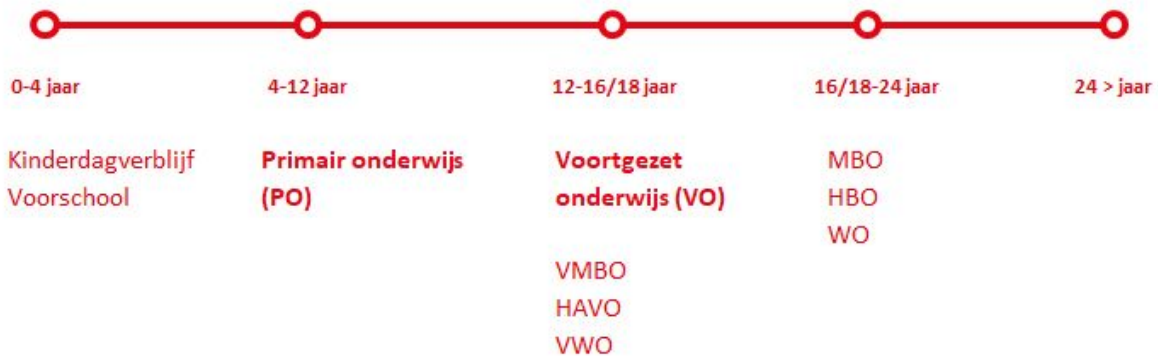 0-4 jaar
4-12 jaar
12-16/18 jaar
16/18-24 jaar
24 > jaar
Kinderdagverblijf
Voorschool
Primair onderwijs
(PO)
Voortgezet
onderwijs (VO)
VMBO
HAVO
VWO
MBO
HBO
WO